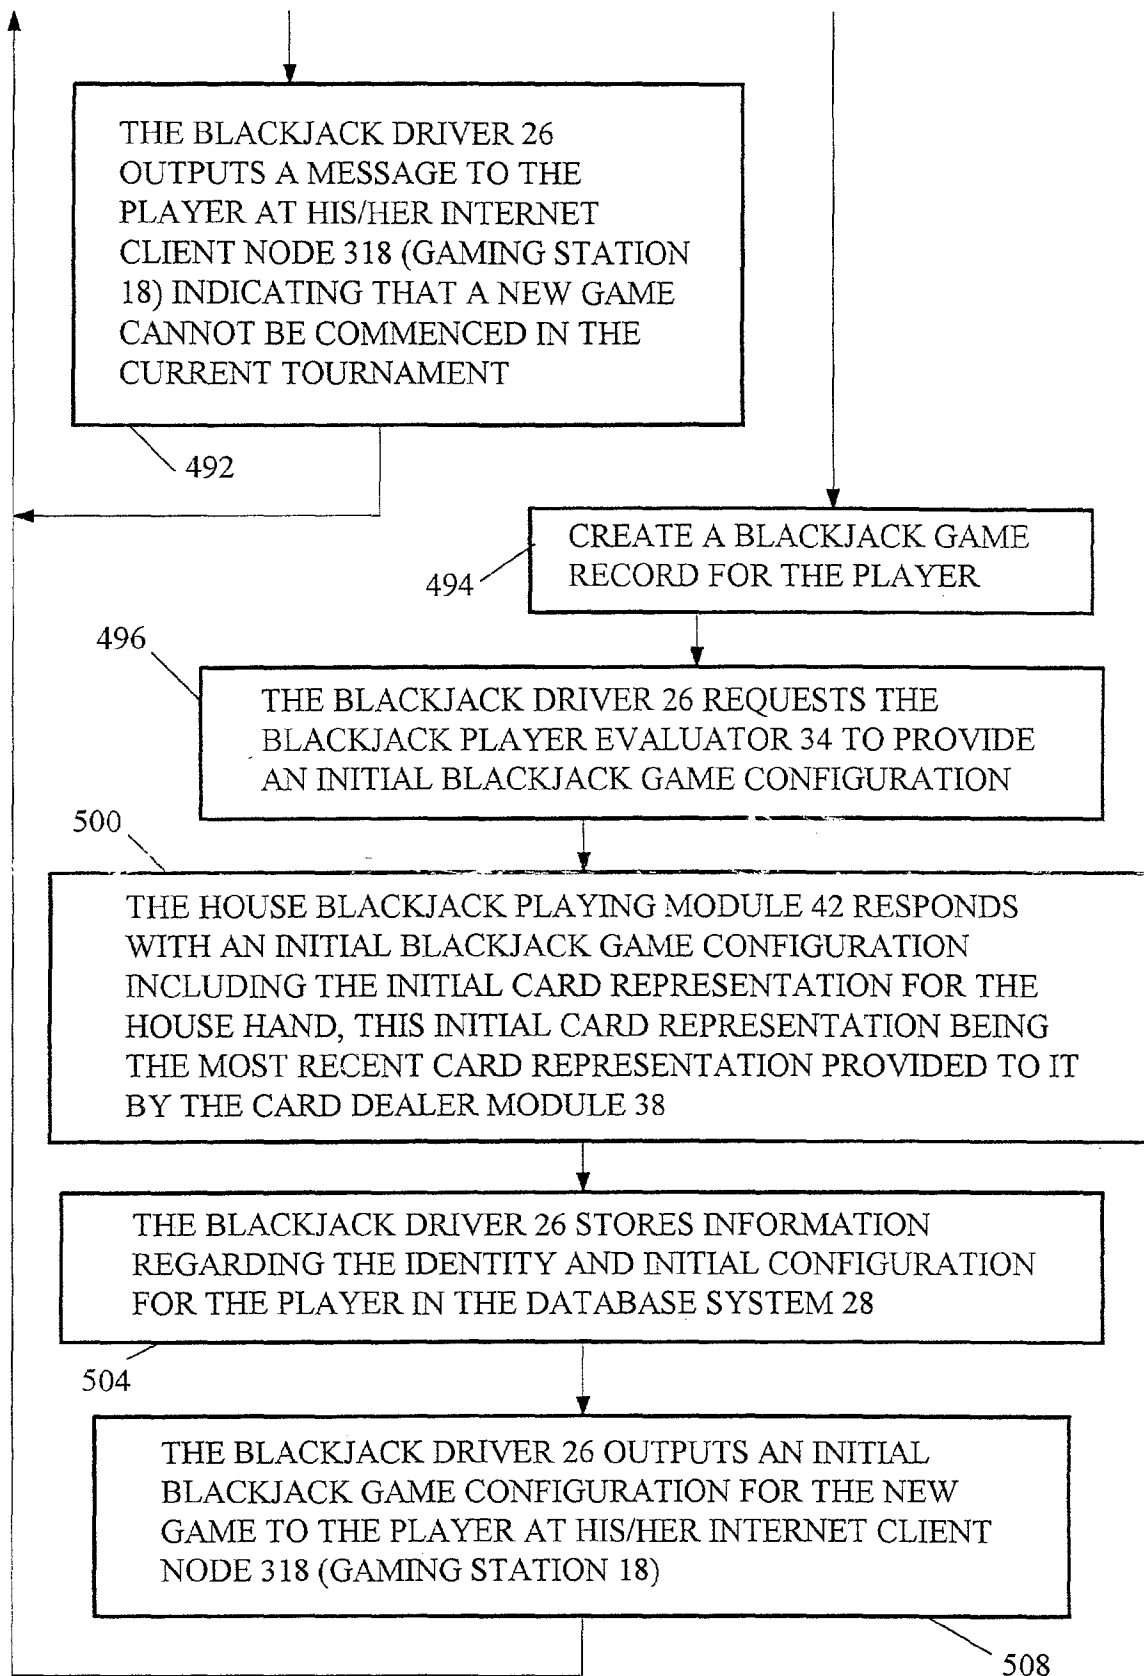 THE BLACKJACK DRIVER 26
OUTPUTS A MESSAGE TO THE
PLAYER AT HIS/HER INTERNET
CLIENT NODE 318 (GAMING STATION
18) INDICATING THAT A NEW GAME
CANNOT BE COMMENCED IN THE
CURRENT TOURNAMENT
492
CREATE A BLACKJACK GAME
RECORD FOR THE PLAYER
494
496
THE BLACKJACK DRIVER 26 REQUESTS THE
BLACKJACK PLAYER EVALUATOR 34 TO PROVIDE
AN INITIAL BLACKJACK GAME CONFIGURATION
500
THE HOUSE BLACKJACK PLAYING MODULE 42 RESPONDS
WITH AN INITIAL BLACKJACK GAME CONFIGURATION
INCLUDING THE INITIAL CARD REPRESENTATION FOR THE
HOUSE HAND, THIS INITIAL CARD REPRESENTATION BEING
THE MOST RECENT CARD REPRESENTATION PROVIDED TO IT
BY THE CARD DEALER MODULE 38
THE BLACKJACK DRIVER 26 STORES INFORMATION
REGARDING THE IDENTITY AND INITIAL CONFIGURATION
FOR THE PLAYER IN THE DATABASE SYSTEM 28
504
THE BLACKJACK DRIVER 26 OUTPUTS AN INITIAL
BLACKJACK GAME CONFIGURATION FOR THE NEW
GAME TO THE PLAYER AT HIS/HER INTERNET CLIENT
NODE 318 (GAMING STATION 18)
508